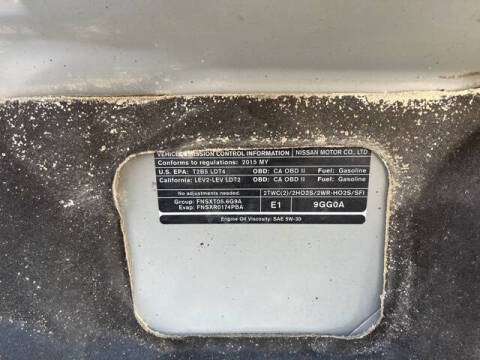 VEHICLE EMISSION CONTROL INFORMATION NISSAN MOTOR CO., LTD
Conforms to regulations: 2015 MY
U.S. EPA: T2B5 LDT4 OBD: CA OBD II Fuel: Gasoline
California: LEV2-LEV LDT2 OBD: CA OBD II Fuel: Gasoline
No adjustments needed. 2TWC(2)/2HO2S/2WR-HO2S/SFI
Group: FNSXT05.6G9A
Evap: FNSXR0174PBA
E1 9GG0A
Engine Oil Viscosity: SAE 5W-30